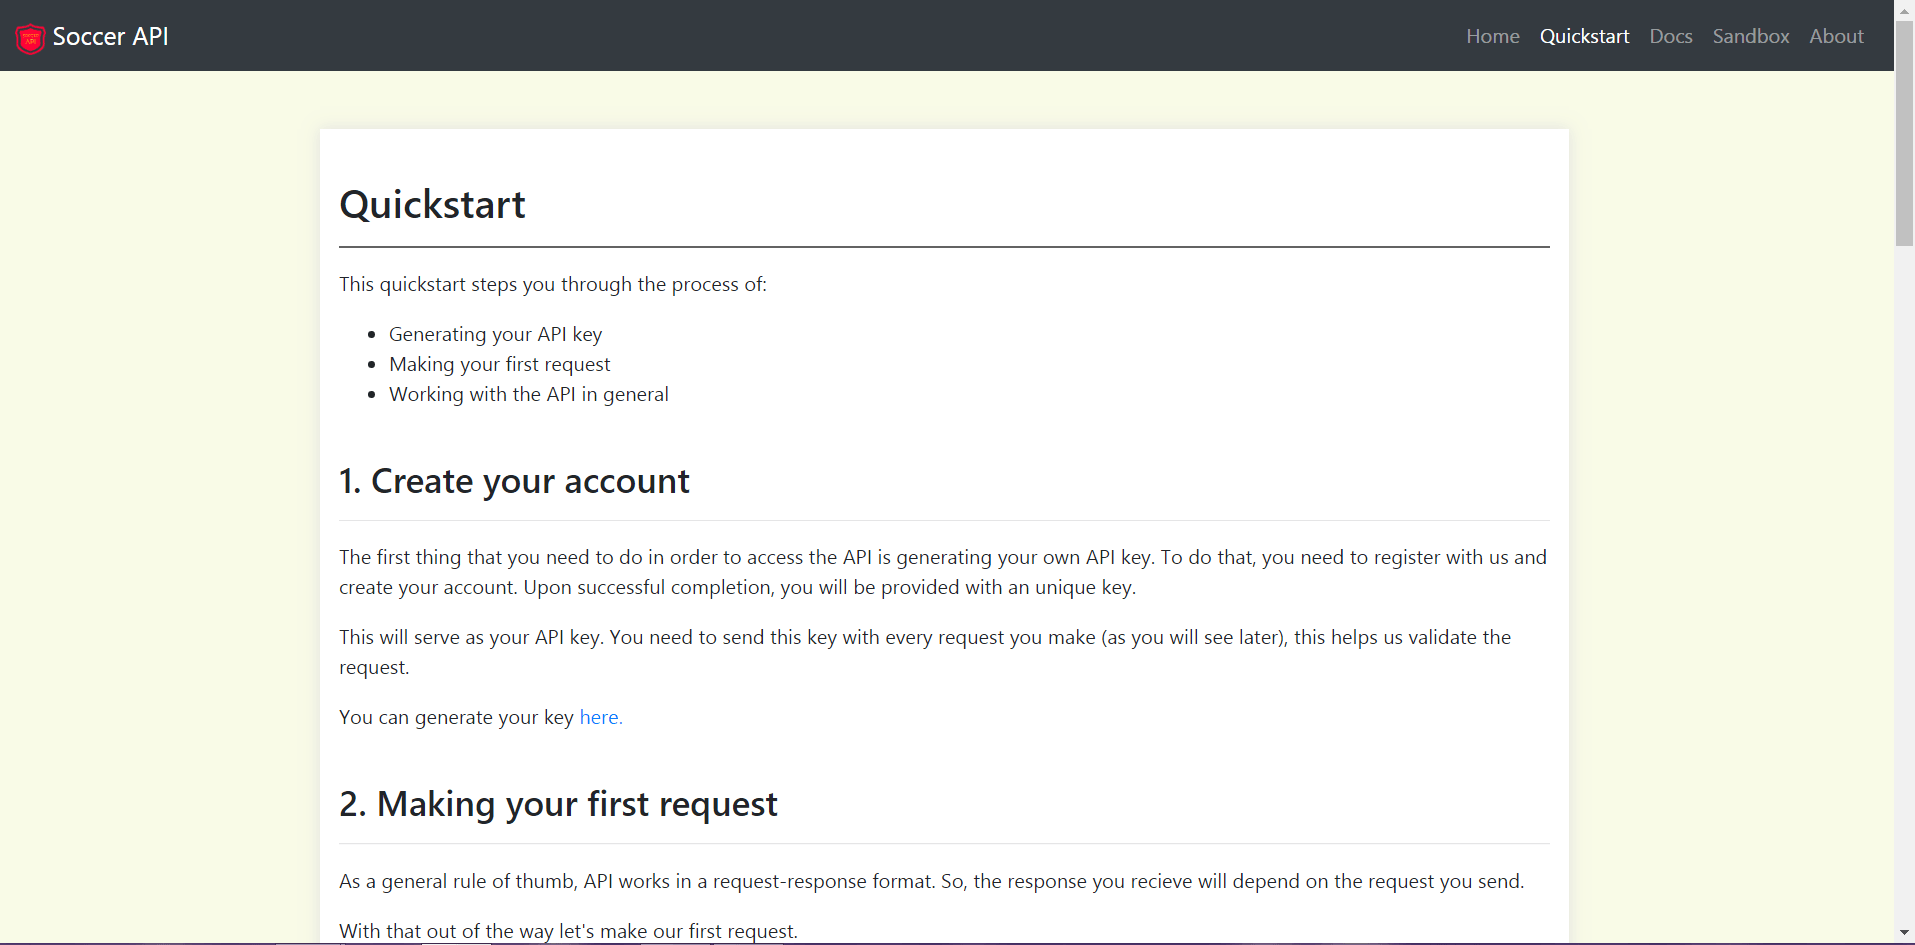 Soccer API
Home Quickstart Docs Sandbox About
Quickstart
This quickstart steps you through the process of:
• Generating your API key
• Making your first request
• Working with the API in general
1. Create your account
The first thing that you need to do in order to access the API is generating your own API key. To do that, you need to register with us and
create your account. Upon successful completion, you will be provided with an unique key.
This will serve as your API key. You need to send this key with every request you make (as you will see later), this helps us validate the
request.
You can generate your key here.
2. Making your first request
As a general rule of thumb, API works in a request-response format. So, the response you recieve will depend on the request you send.
With that out of the way let's make our first request.